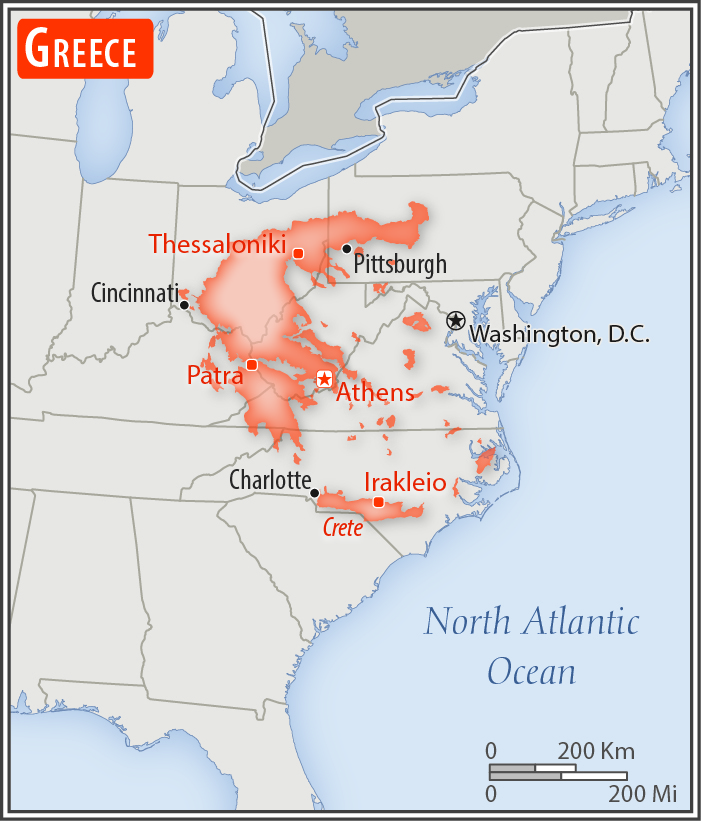 GREECE
Thessaloniki
Pittsburgh
Cincinnati
Washington, D.C.
Patra
Athens
Charlotte
Irakleio
Crete
North Atlantic
Ocean
0 200 Km
0 200 Mi